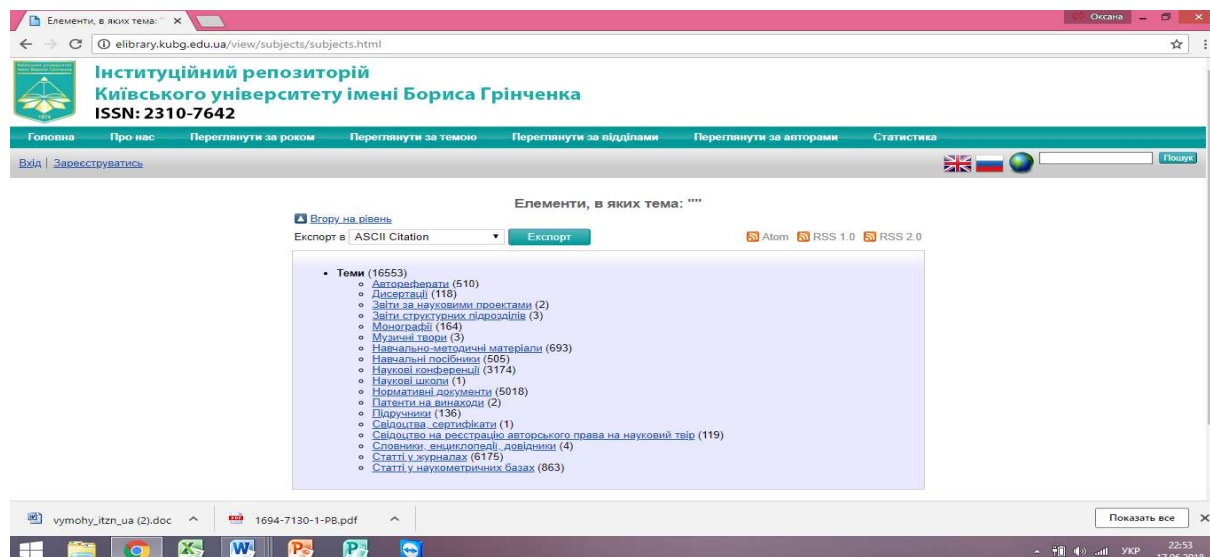 Елементи, в яких тема: "
Оксана
elibrary.kubg.edu.ua/view/subjects/subjects.html
Інституційний репозиторій
Київського університету імені Бориса Грінченка
ISSN: 2310-7642
Головна Про нас Переглянути за роком Переглянути за темою Переглянути за відділами Переглянути за авторами Статистика
Вхід | Зареєструватись Пошук
Елементи, в яких тема: ""
Вгору на рівень
Експорт в ASCII Citation Експорт Atom RSS 1.0 RSS 2.0
Теми (16553)
Автореферати (510)
Дисертації (118)
Звіти за науковими проектами (2)
Звіти структурних підрозділів (3)
Монографії (164)
Музичні твори (3)
Навчально-методичні матеріали (693)
Навчальні посібники (505)
Наукові конференції (3174)
Наукові школи (1)
Нормативні документи (5018)
Патенти на винаходи (2)
Підручники (136)
Свідоцтва, сертифікати (1)
Свідоцтво на реєстрацію авторського права на науковий твір (119)
Словники, енциклопедії, довідники (4)
Статті у журналах (6175)
Статті у наукометричних базах (863)
vymohy_itzn_ua (2).doc 1694-7130-1-PB.pdf Показать все
УКР 22:53
17.06.2018